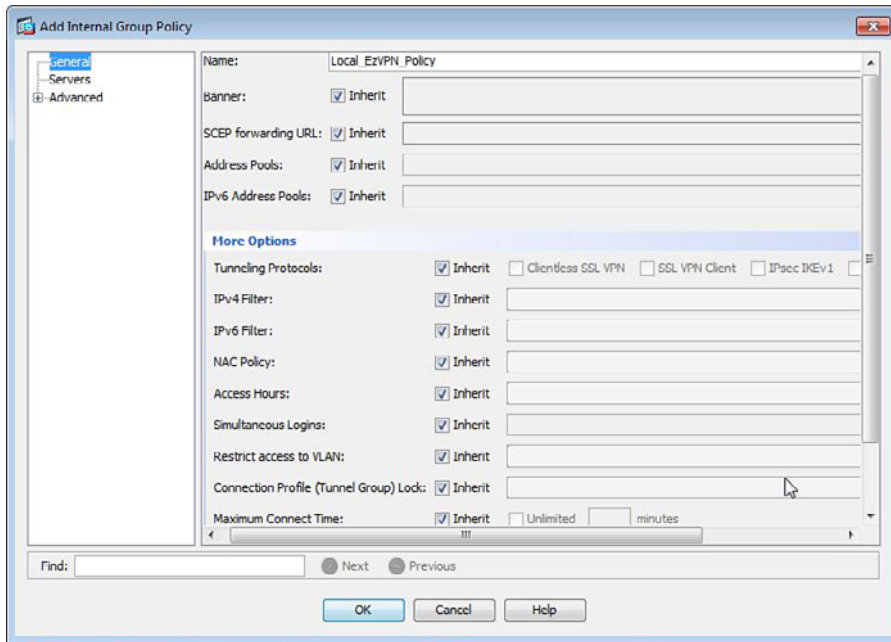 Add Internal Group Policy
General
Servers
Advanced
Name: Local_EzVPN_Policy
Banner: Inherit
SCEP forwarding URL: Inherit
Address Pools: Inherit
IPv6 Address Pools: Inherit
More Options
Tunneling Protocols: Inherit Clientless SSL VPN SSL VPN Client IPsec IKEv1
IPv4 Filter: Inherit
IPv6 Filter: Inherit
NAC Policy: Inherit
Access Hours: Inherit
Simultaneous Logins: Inherit
Restrict access to VLAN: Inherit
Connection Profile (Tunnel Group) Lock: Inherit
Maximum Connect Time: Inherit Unlimited minutes
Find: Next Previous
OK Cancel Help